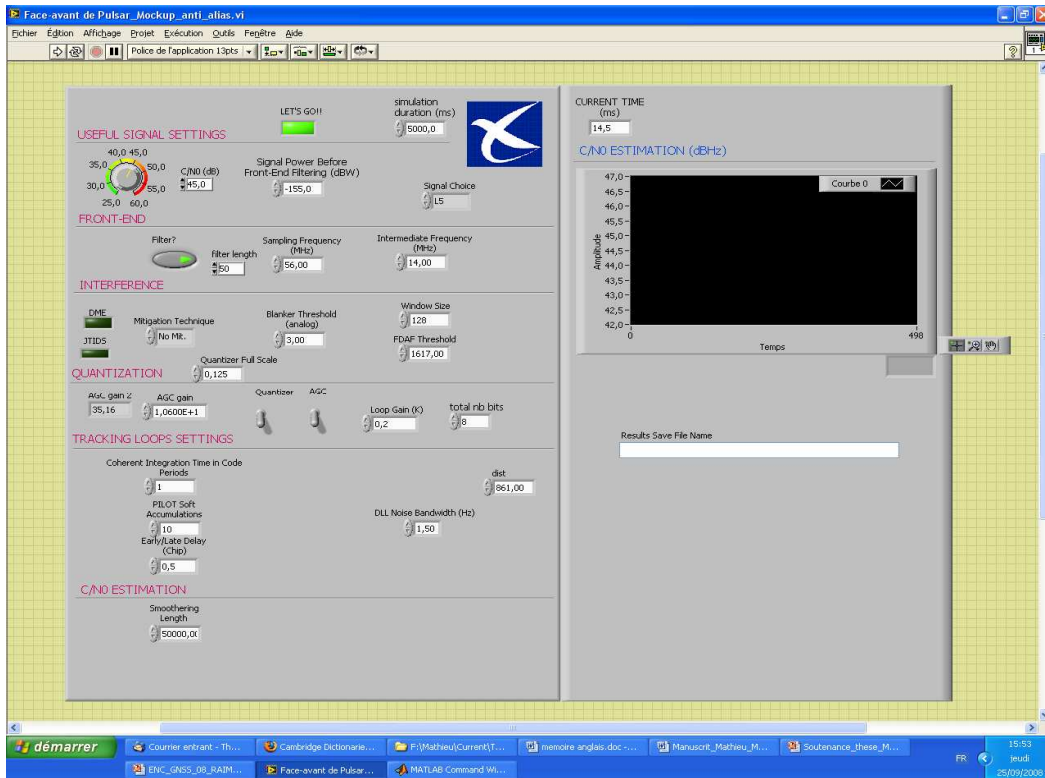 Face-avant de Pulsar_Mockup_anti_alias.vi
Fichier Édition Affichage Projet Exécution Outils Fenêtre Aide
Police de l'application 13pts
LET'S GO!!
simulation
duration (ms)
5000,0
USEFUL SIGNAL SETTINGS
40,0 45,0
35,0 50,0
30,0 55,0
25,0 60,0
C/N0 (dB)
45,0
Signal Power Before
Front-End Filtering (dBW)
-155,0
Signal Choice
L5
FRONT-END
Filter?
filter length
50
Sampling Frequency
(MHz)
56,00
Intermediate Frequency
(MHz)
14,00
INTERFERENCE
DME
JTIDS
Mitigation Technique
No Mit.
Blanker Threshold
(analog)
3,00
Window Size
128
FDAF Threshold
1617,00
Quantizer Full Scale
0,125
QUANTIZATION
AGC gain 2
35,16
AGC gain
1,0600E+1
Quantizer
AGC
Loop Gain (K)
0,2
total nb bits
8
TRACKING LOOPS SETTINGS
Coherent Integration Time in Code
Periods
1
dist
861,00
PILOT Soft
Accumulations
10
DLL Noise Bandwidth (Hz)
1,50
Early/Late Delay
(Chip)
0,5
C/N0 ESTIMATION
Smoothering
Length
50000,0(
CURRENT TIME
(ms)
14,5
C/N0 ESTIMATION (dBHz)
Courbe 0
47,0
46,5
46,0
45,5
45,0
44,5
44,0
43,5
43,0
42,5
42,0
Amplitude
0
498
Temps
Results Save File Name
démarrer
Courrier entrant - Th...
Cambridge Dictionarie...
F:\Mathieu\Current\T...
memoire anglais.doc -...
Manuscrit_Mathieu_M...
Soutenance_these_M...
ENC_GNSS_08_RAIM...
Face-avant de Pulsar...
MATLAB Command Wi...
FR
15:53
jeudi
25/09/2008